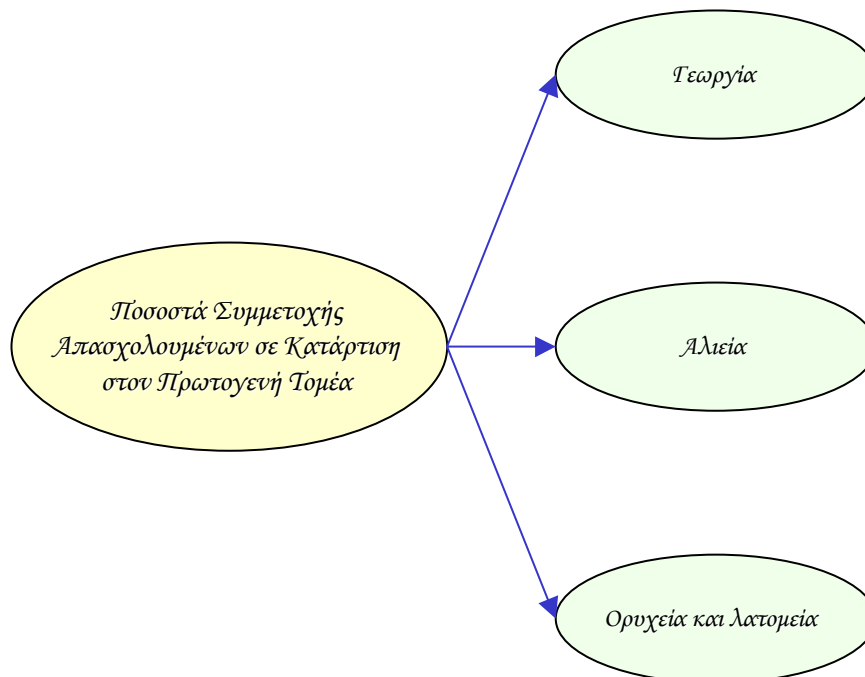 Γεωργία
Ποσοστά Συμμετοχής
Απασχολουμένων σε Κατάρτιση
στον Πρωτογενή Τομέα
Αλιεία
Ορυχεία και λατομεία